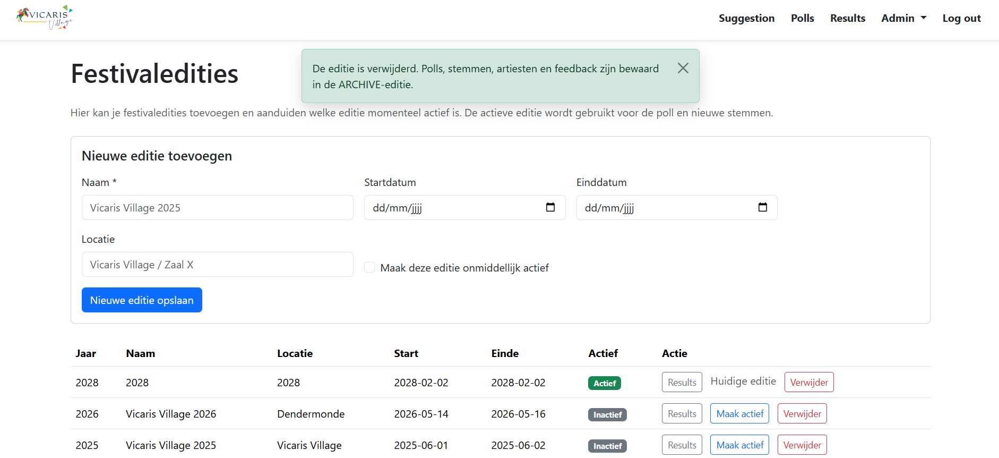 VICARIS
Village
Suggestion
Polls
Results
Admin
Log out
Festivaledities
De editie is verwijderd. Polls, stemmen, artiesten en feedback zijn bewaard
in de ARCHIVE-editie.
Hier kan je festivaledities toevoegen en aanduiden welke editie momenteel actief is. De actieve editie wordt gebruikt voor de poll en nieuwe stemmen.
Nieuwe editie toevoegen
Naam *
Startdatum
Einddatum
Vicaris Village 2025
dd/mm/jjjj
dd/mm/jjjj
Locatie
Vicaris Village / Zaal X
Maak deze editie onmiddellijk actief
Nieuwe editie opslaan
Jaar Naam Locatie Start Einde Actief Actie
2028 2028 2028 2028-02-02 2028-02-02 Actief Results Huidige editie Verwijder
2026 Vicaris Village 2026 Dendermonde 2026-05-14 2026-05-16 Inactief Results Maak actief Verwijder
2025 Vicaris Village 2025 Vicaris Village 2025-06-01 2025-06-02 Inactief Results Maak actief Verwijder